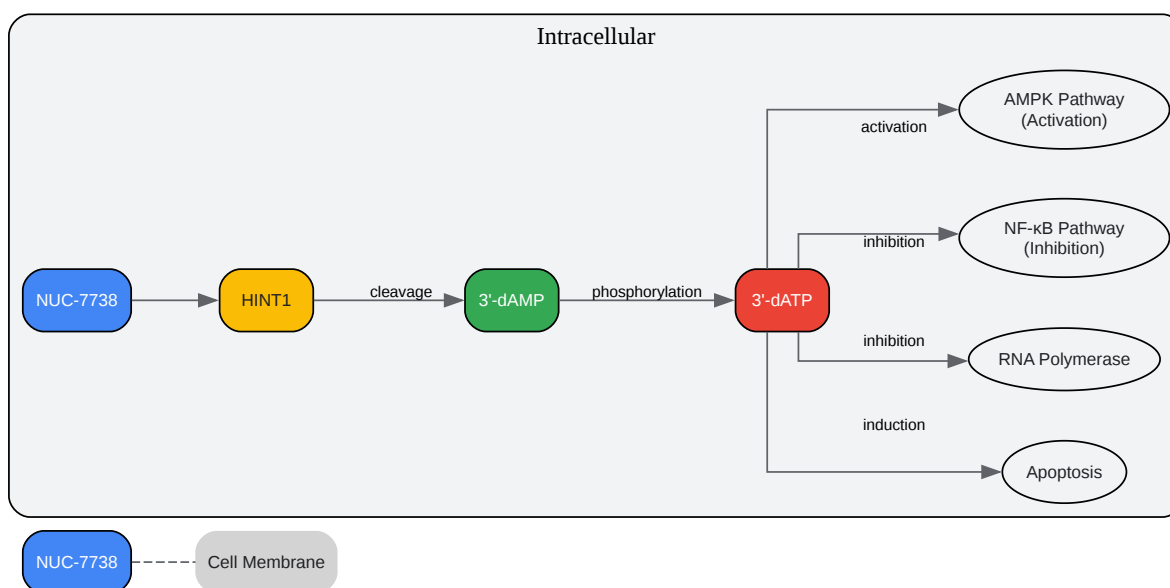 Intracellular
AMPK Pathway
(Activation)
activation
NF-κB Pathway
(Inhibition)
inhibition
NUC-7738
HINT1
cleavage
3'-dAMP
phosphorylation
3'-dATP
inhibition
RNA Polymerase
induction
Apoptosis
NUC-7738
Cell Membrane